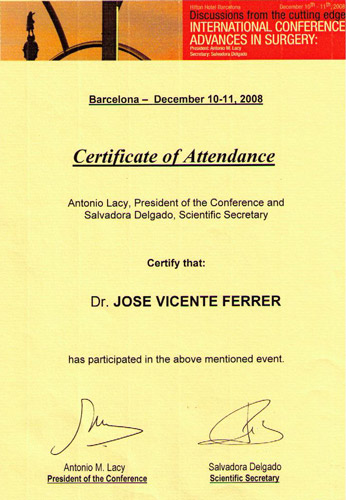 Hilton Hotel Barcelona December 10th - 11th, 2008
Discussions from the cutting edge
INTERNATIONAL CONFERENCE
ADVANCES IN SURGERY:
President: Antonio M. Lacy
Secretary: Salvadora Delgado
Barcelona – December 10-11, 2008
Certificate of Attendance
Antonio Lacy, President of the Conference and
Salvadora Delgado, Scientific Secretary
Certify that:
Dr. JOSE VICENTE FERRER
has participated in the above mentioned event.
Antonio M. Lacy Salvadora Delgado
President of the Conference Scientific Secretary